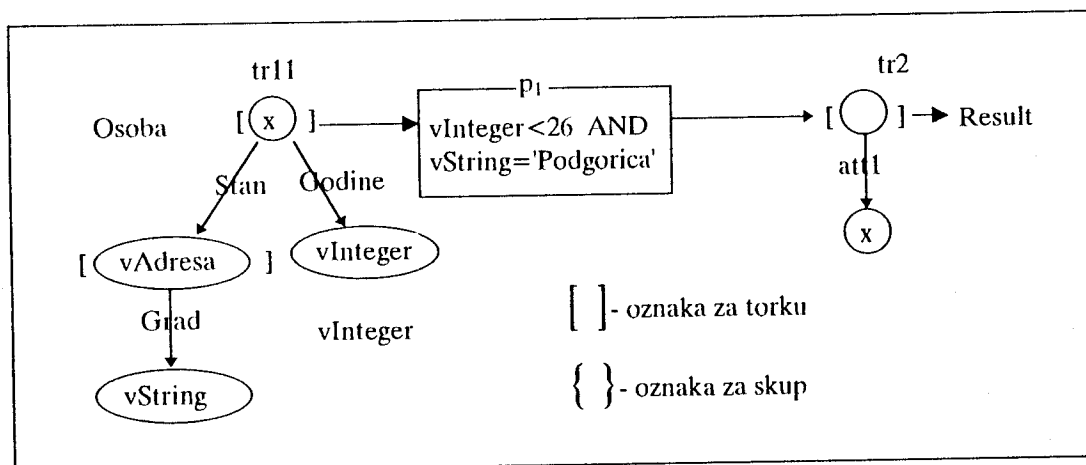 tr11
tr2
p1
Osoba
[ x ]
vInteger<26 AND
vString='Podgorica'
[ ]
Result
Stan
Godine
att1
[ vAdresa ]
vInteger
x
Grad
vInteger
[ ] - oznaka za torku
vString
{ } - oznaka za skup